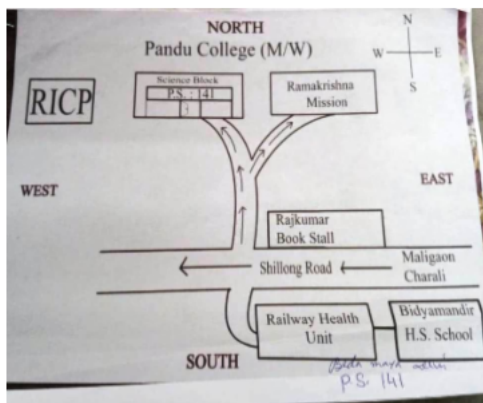 NORTH
Pandu College (M/W)
N
W
E
S
RICP
Science Block
P.S. : 141
Ramakrishna
Mission
WEST
EAST
Rajkumar
Book Stall
Shillong Road
Maligaon
Charali
Railway Health
Unit
Bidyamandir
H.S. School
SOUTH
P.S. 141